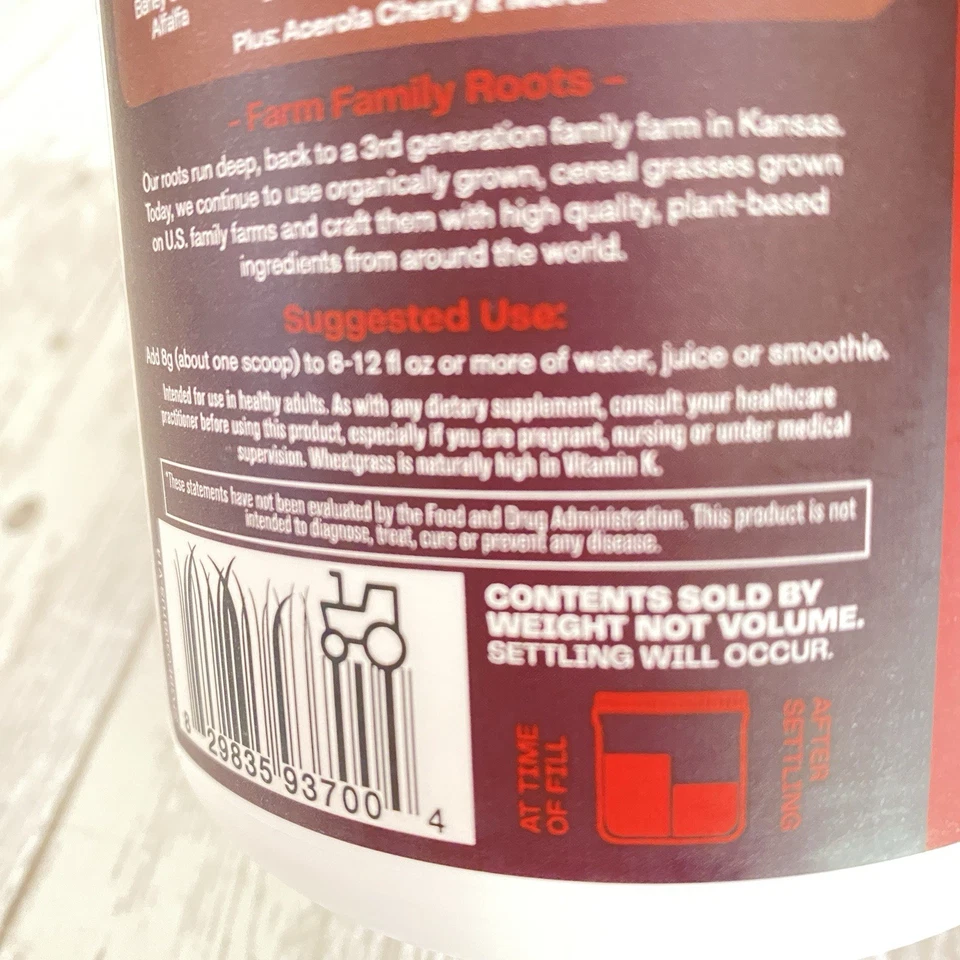 Barley
Alfalfa
Plus: Acerola Cherry &
- Farm Family Roots -
Our roots run deep, back to a 3rd generation family farm in Kansas.
Today, we continue to use organically grown, cereal grasses grown
on U.S. family farms and craft them with high quality, plant-based
ingredients from around the world.
Suggested Use:
Add 8g (about one scoop) to 8-12 fl oz or more of water, juice or smoothie.
Intended for use in healthy adults. As with any dietary supplement, consult your healthcare
practitioner before using this product, especially if you are pregnant, nursing or under medical
supervision. Wheatgrass is naturally high in Vitamin K.
*These statements have not been evaluated by the Food and Drug Administration. This product is not
intended to diagnose, treat, cure or prevent any disease.
CONTENTS SOLD BY
WEIGHT NOT VOLUME.
SETTLING WILL OCCUR.
AT TIME
OF FILL
AFTER
SETTLING
8 29835 93700 4